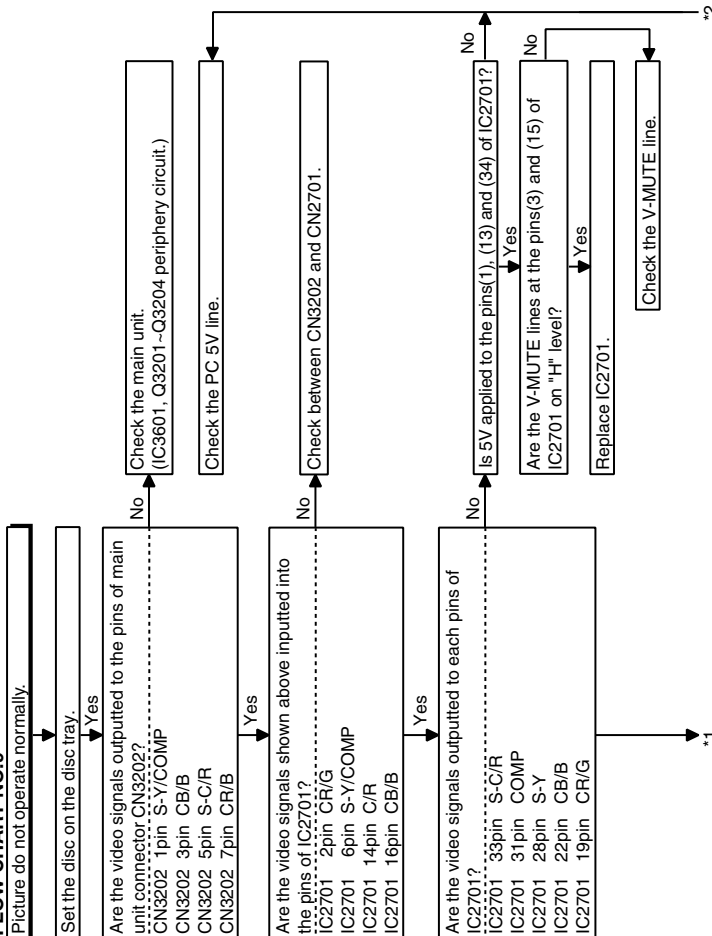 Picture do not operate normally.
Set the disc on the disc tray.
Yes
Are the video signals outputted to the pins of main
unit connector CN3202?
CN3202 1pin S-Y/COMP
CN3202 3pin CB/B
CN3202 5pin S-C/R
CN3202 7pin CR/B
No
Check the main unit.
(IC3601, Q3201~Q3204 periphery circuit.)
Check the PC 5V line.
Yes
Are the video signals shown above inputted into
the pins of IC2701?
IC2701 2pin CR/G
IC2701 6pin S-Y/COMP
IC2701 14pin C/R
IC2701 16pin CB/B
No
Check between CN3202 and CN2701.
Yes
Are the video signals outputted to each pins of
IC2701?
IC2701 33pin S-C/R
IC2701 31pin COMP
IC2701 28pin S-Y
IC2701 22pin CB/B
IC2701 19pin CR/G
No
Is 5V applied to the pins(1), (13) and (34) of IC2701?
No
Yes
Are the V-MUTE lines at the pins(3) and (15) of
IC2701 on "H" level?
No
Yes
Replace IC2701.
Check the V-MUTE line.
*1
*2